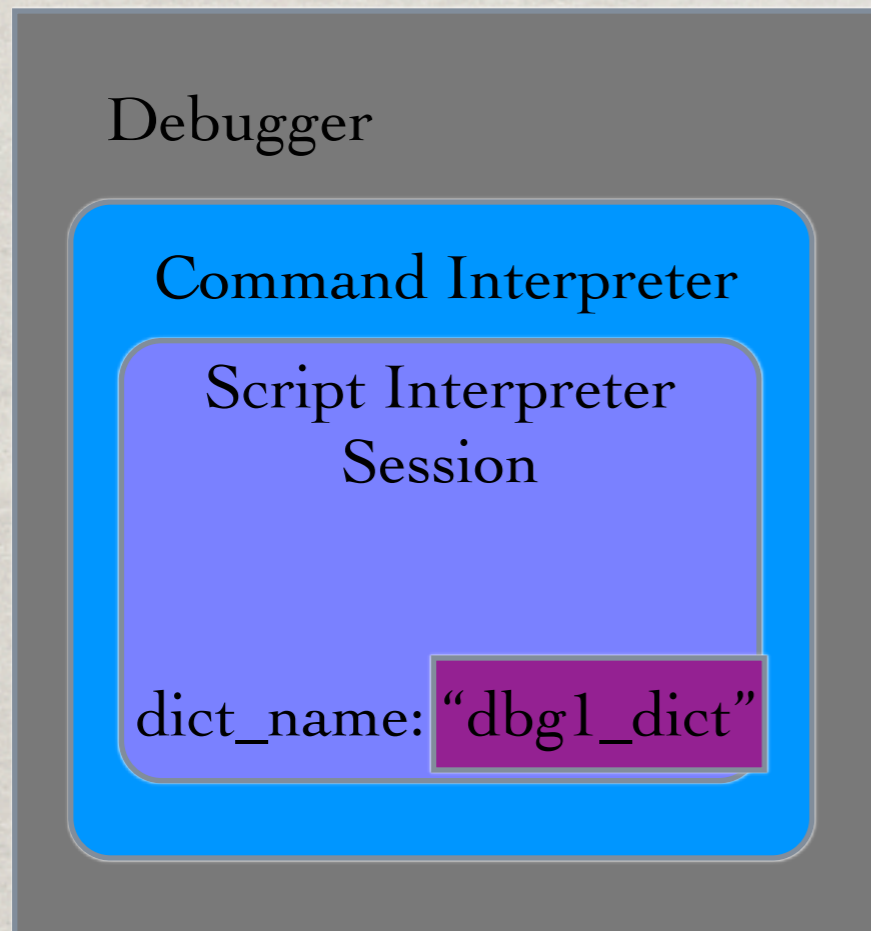 Debugger
Command Interpreter
Script Interpreter
Session
dict_name: “dbg1_dict”